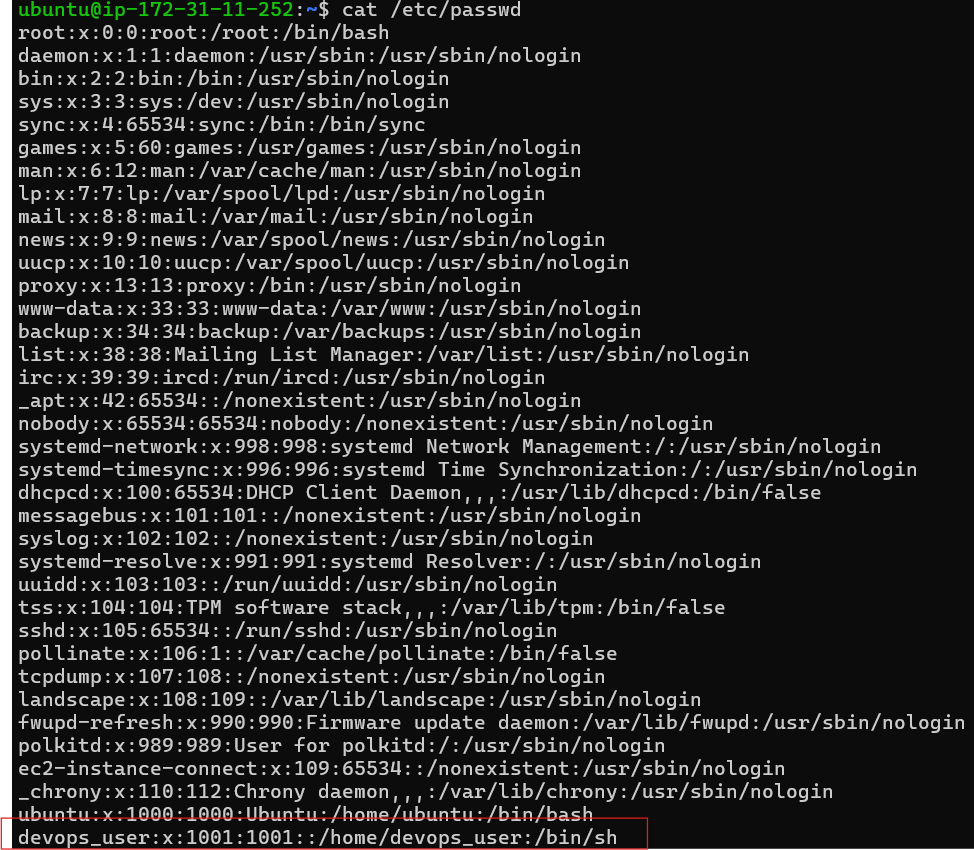 ubuntu@ip-172-31-11-252:~$ cat /etc/passwd
root:x:0:0:root:/root:/bin/bash
daemon:x:1:1:daemon:/usr/sbin:/usr/sbin/nologin
bin:x:2:2:bin:/bin:/usr/sbin/nologin
sys:x:3:3:sys:/dev:/usr/sbin/nologin
sync:x:4:65534:sync:/bin:/bin/sync
games:x:5:60:games:/usr/games:/usr/sbin/nologin
man:x:6:12:man:/var/cache/man:/usr/sbin/nologin
lp:x:7:7:lp:/var/spool/lpd:/usr/sbin/nologin
mail:x:8:8:mail:/var/mail:/usr/sbin/nologin
news:x:9:9:news:/var/spool/news:/usr/sbin/nologin
uucp:x:10:10:uucp:/var/spool/uucp:/usr/sbin/nologin
proxy:x:13:13:proxy:/bin:/usr/sbin/nologin
www-data:x:33:33:www-data:/var/www:/usr/sbin/nologin
backup:x:34:34:backup:/var/backups:/usr/sbin/nologin
list:x:38:38:Mailing List Manager:/var/list:/usr/sbin/nologin
irc:x:39:39:ircd:/run/ircd:/usr/sbin/nologin
_apt:x:42:65534::/nonexistent:/usr/sbin/nologin
nobody:x:65534:65534:nobody:/nonexistent:/usr/sbin/nologin
systemd-network:x:998:998:systemd Network Management:/:/usr/sbin/nologin
systemd-timesync:x:996:996:systemd Time Synchronization:/:/usr/sbin/nologin
dhcpcd:x:100:65534:DHCP Client Daemon,,,:/usr/lib/dhcpcd:/bin/false
messagebus:x:101:101::/nonexistent:/usr/sbin/nologin
syslog:x:102:102::/nonexistent:/usr/sbin/nologin
systemd-resolve:x:991:991:systemd Resolver:/:/usr/sbin/nologin
uuidd:x:103:103::/run/uuidd:/usr/sbin/nologin
tss:x:104:104:TPM software stack,,,:/var/lib/tpm:/bin/false
sshd:x:105:65534::/run/sshd:/usr/sbin/nologin
pollinate:x:106:1::/var/cache/pollinate:/bin/false
tcpdump:x:107:108::/nonexistent:/usr/sbin/nologin
landscape:x:108:109::/var/lib/landscape:/usr/sbin/nologin
fwupd-refresh:x:990:990:Firmware update daemon:/var/lib/fwupd:/usr/sbin/nologin
polkitd:x:989:989:User for polkitd:/:/usr/sbin/nologin
ec2-instance-connect:x:109:65534::/nonexistent:/usr/sbin/nologin
_chrony:x:110:112:Chrony daemon,,,:/var/lib/chrony:/usr/sbin/nologin
ubuntu:x:1000:1000:Ubuntu:/home/ubuntu:/bin/bash
devops_user:x:1001:1001::/home/devops_user:/bin/sh